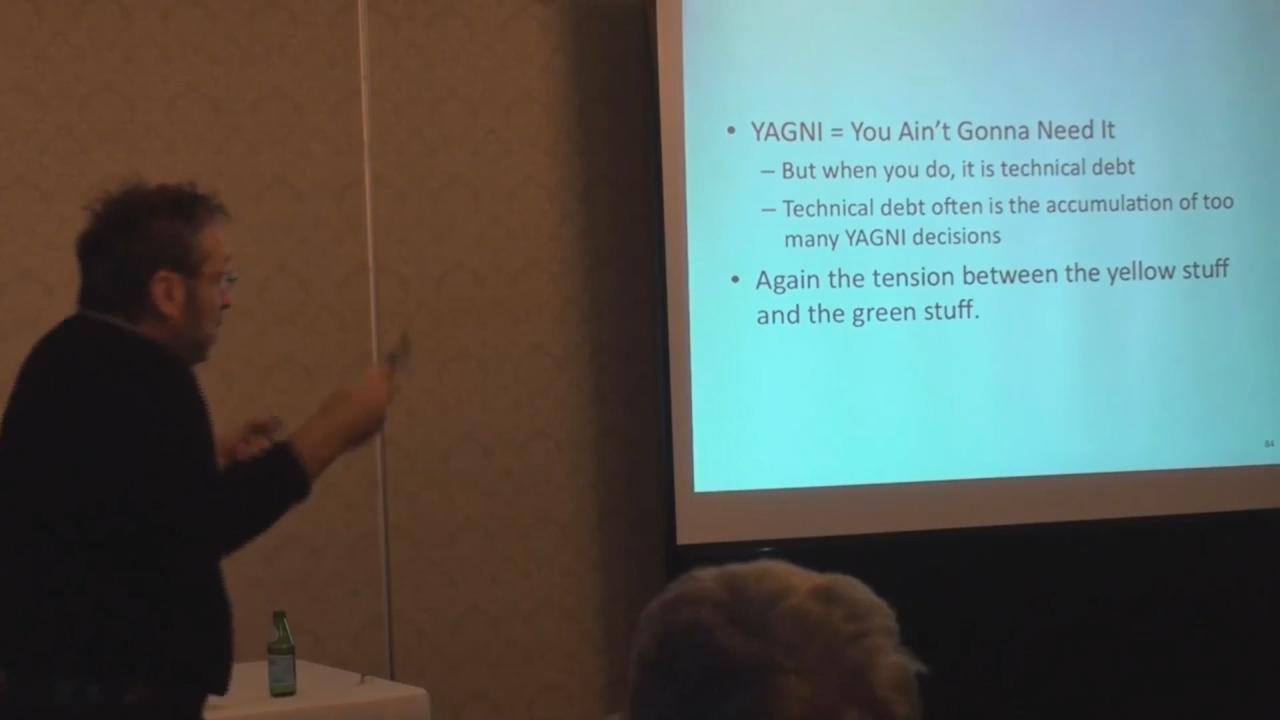 • YAGNI = You Ain't Gonna Need It
– But when you do, it is technical debt
– Technical debt often is the accumulation of too
many YAGNI decisions
• Again the tension between the yellow stuff
and the green stuff.
84